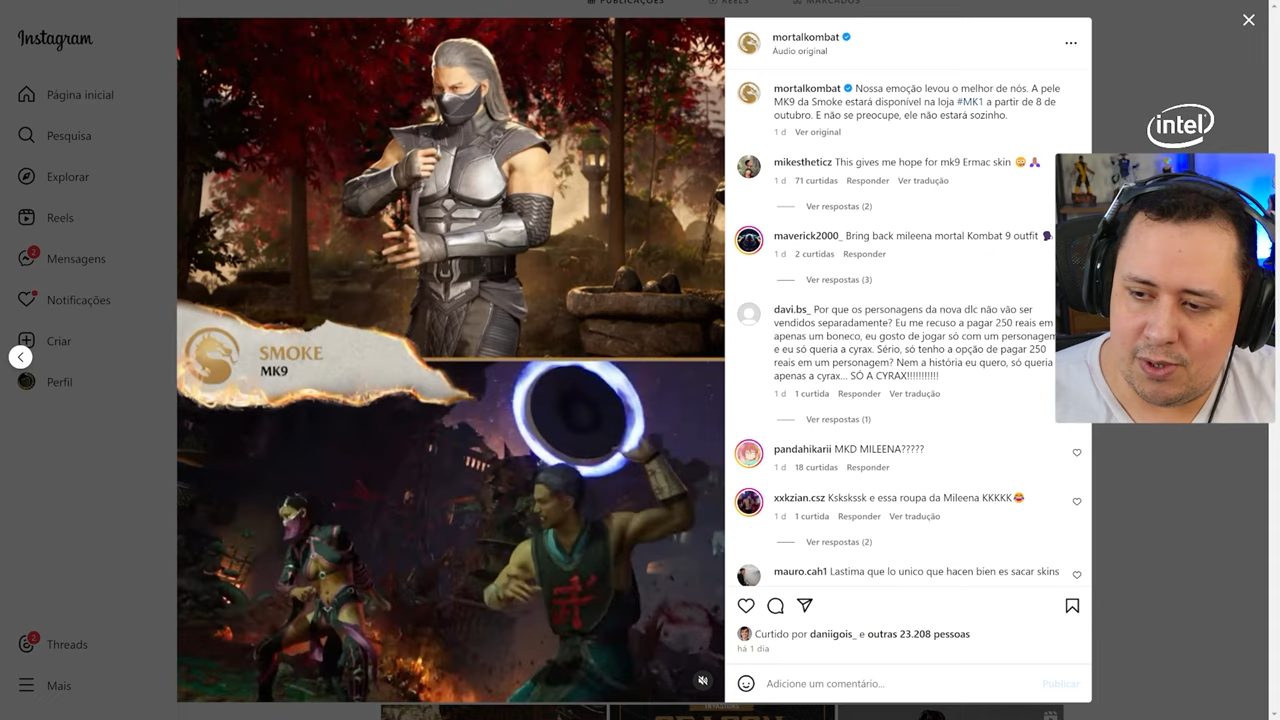 PUBLICAÇÕES
REELS
MARCADOS
Instagram
Página inicial
Pesquisa
Explorar
Reels
2
Mensagens
Notificações
Criar
Perfil
2
Threads
Mais
SMOKE
MK9
mortalkombat
Áudio original
mortalkombat Nossa emoção levou o melhor de nós. A pele
MK9 da Smoke estará disponível na loja #MK1 a partir de 8 de
outubro. E não se preocupe, ele não estará sozinho.
1 d Ver original
mikestheticz This gives me hope for mk9 Ermac skin 😳 🙏🏽
1 d 71 curtidas Responder Ver tradução
Ver respostas (2)
maverick2000_ Bring back mileena mortal Kombat 9 outfit 🗣
1 d 2 curtidas Responder
Ver respostas (3)
davi.bs_ Por que os personagens da nova dlc não vão ser
vendidos separadamente? Eu me recuso a pagar 250 reais em
apenas um boneco, eu gosto de jogar só com um personagem
e eu só queria a cyrax. Sério, só tenho a opção de pagar 250
reais em um personagem? Nem a história eu quero, só queria
apenas a cyrax... SÓ A CYRAX!!!!!!!!!!!
1 d 1 curtida Responder Ver tradução
Ver respostas (1)
pandahikarii MKD MILEENA?????
1 d 18 curtidas Responder
xxkzian.csz Ksksksk e essa roupa da Mileena KKKKK😂
1 d 1 curtida Responder Ver tradução
Ver respostas (2)
mauro.cah1 Lastima que lo unico que hacen bien es sacar skins
Curtido por daniigois_ e outras 23.208 pessoas
há 1 dia
Adicione um comentário...
Publicar
intel